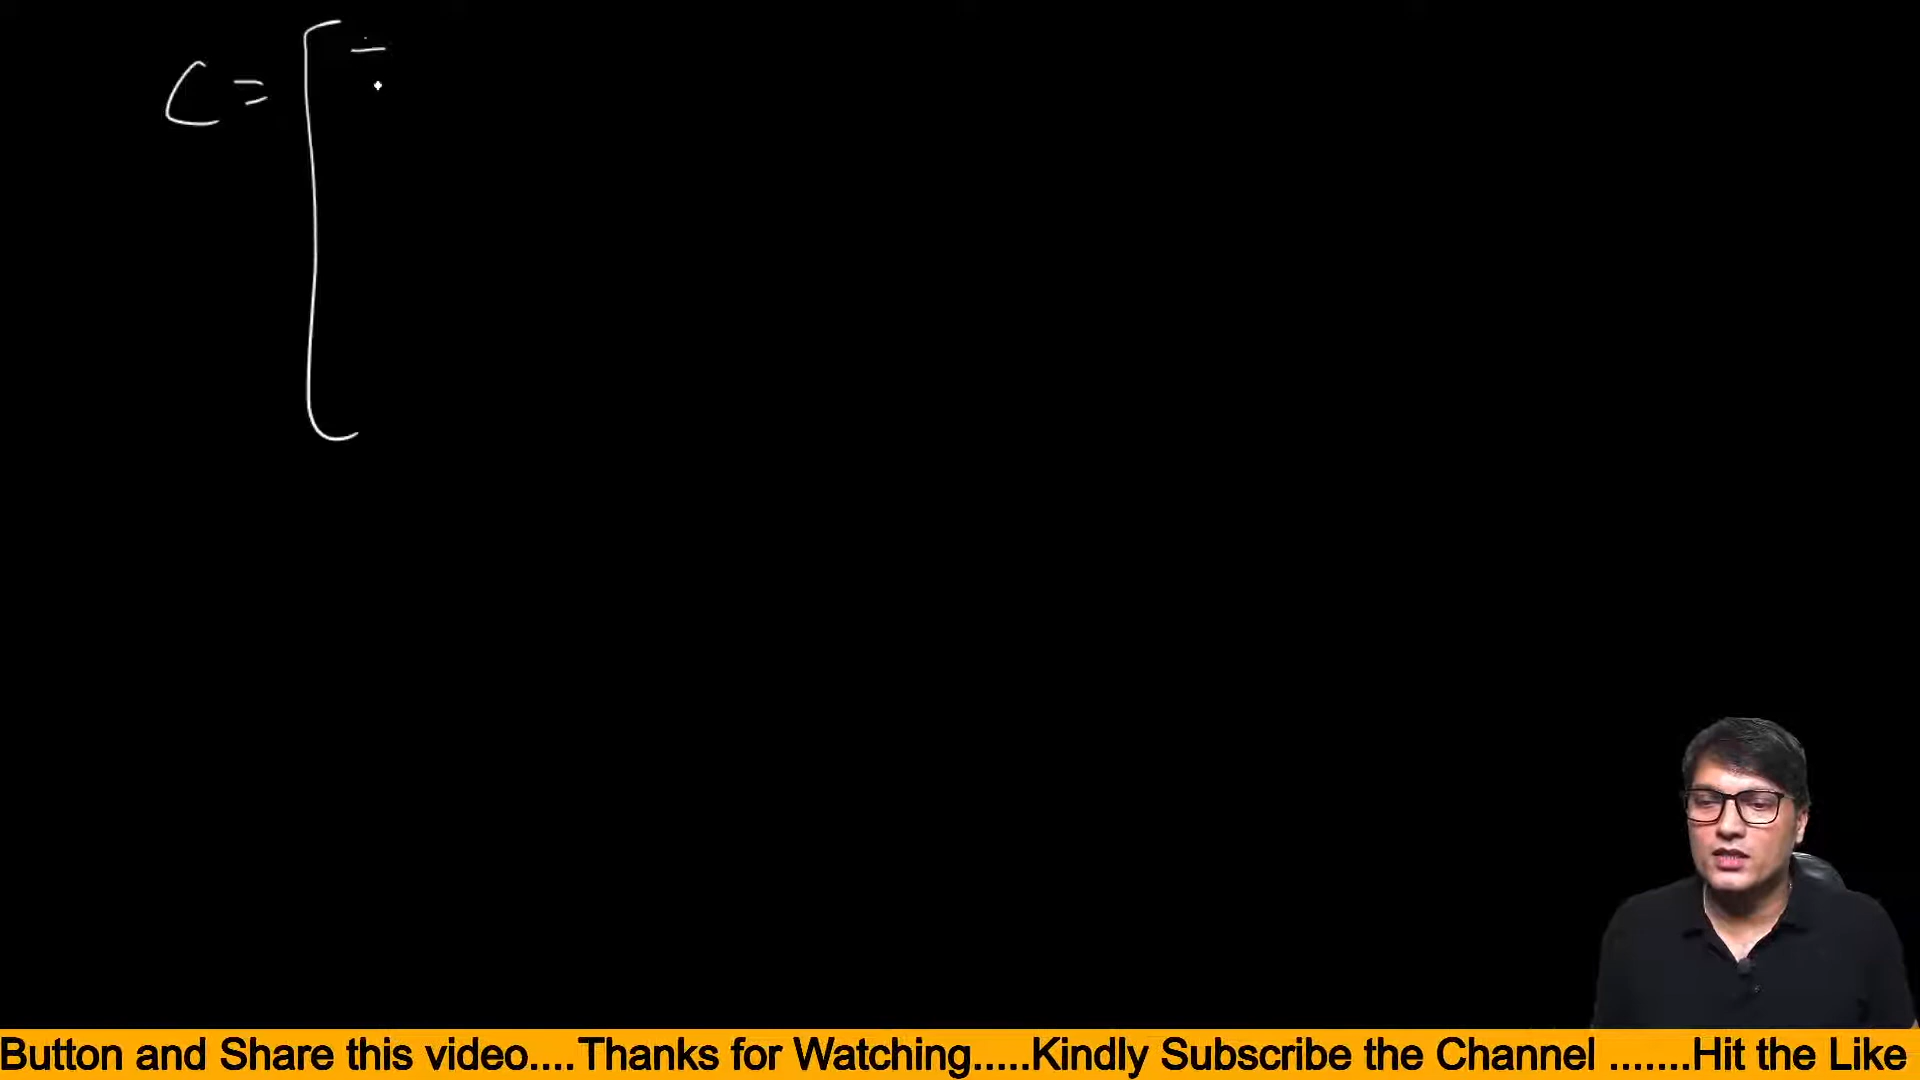 C = [
Button and Share this video....Thanks for Watching.....Kindly Subscribe the Channel .......Hit the Like